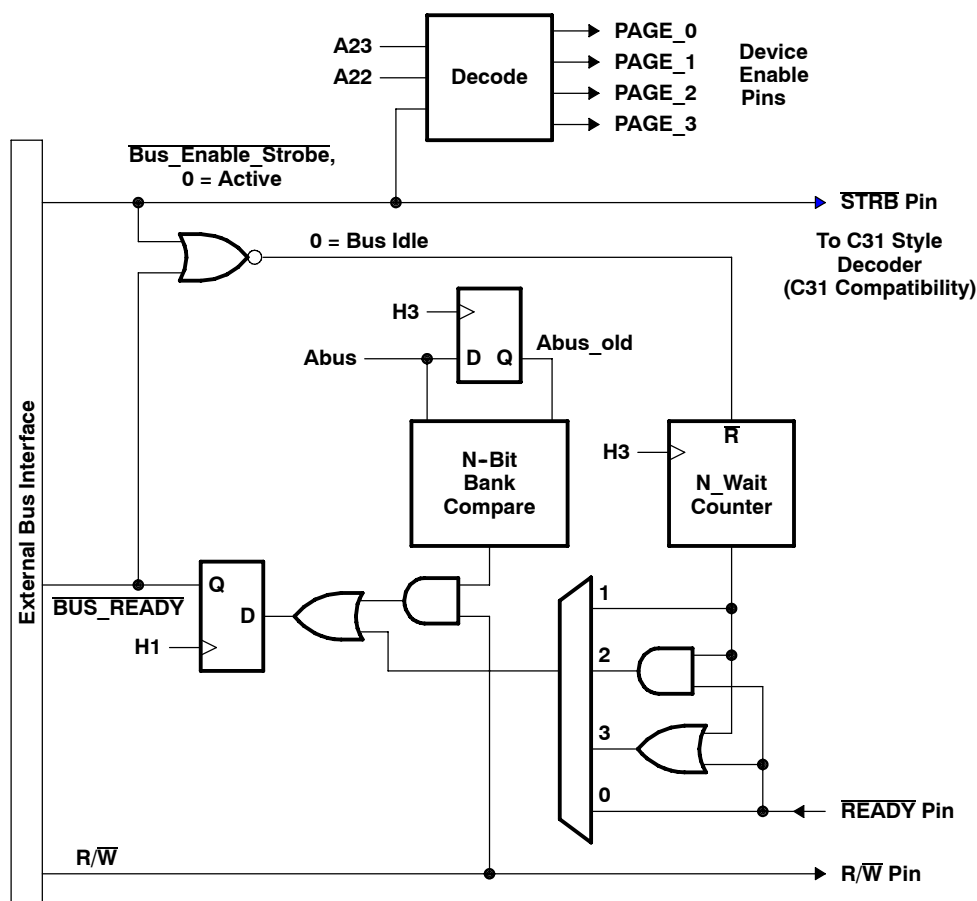 PAGE_0
A23
PAGE_1
Device
Enable
Pins
A22
Decode
PAGE_2
PAGE_3
Bus_Enable_Strobe,
0 = Active
STRB Pin
0 = Bus Idle
To C31 Style
Decoder
(C31 Compatibility)
H3
Abus
D Q
Abus_old
R
H3
N-Bit
Bank
Compare
N_Wait
Counter
External Bus Interface
Q
BUS_READY
D
H1
1
2
3
0
READY Pin
R/W
R/W Pin